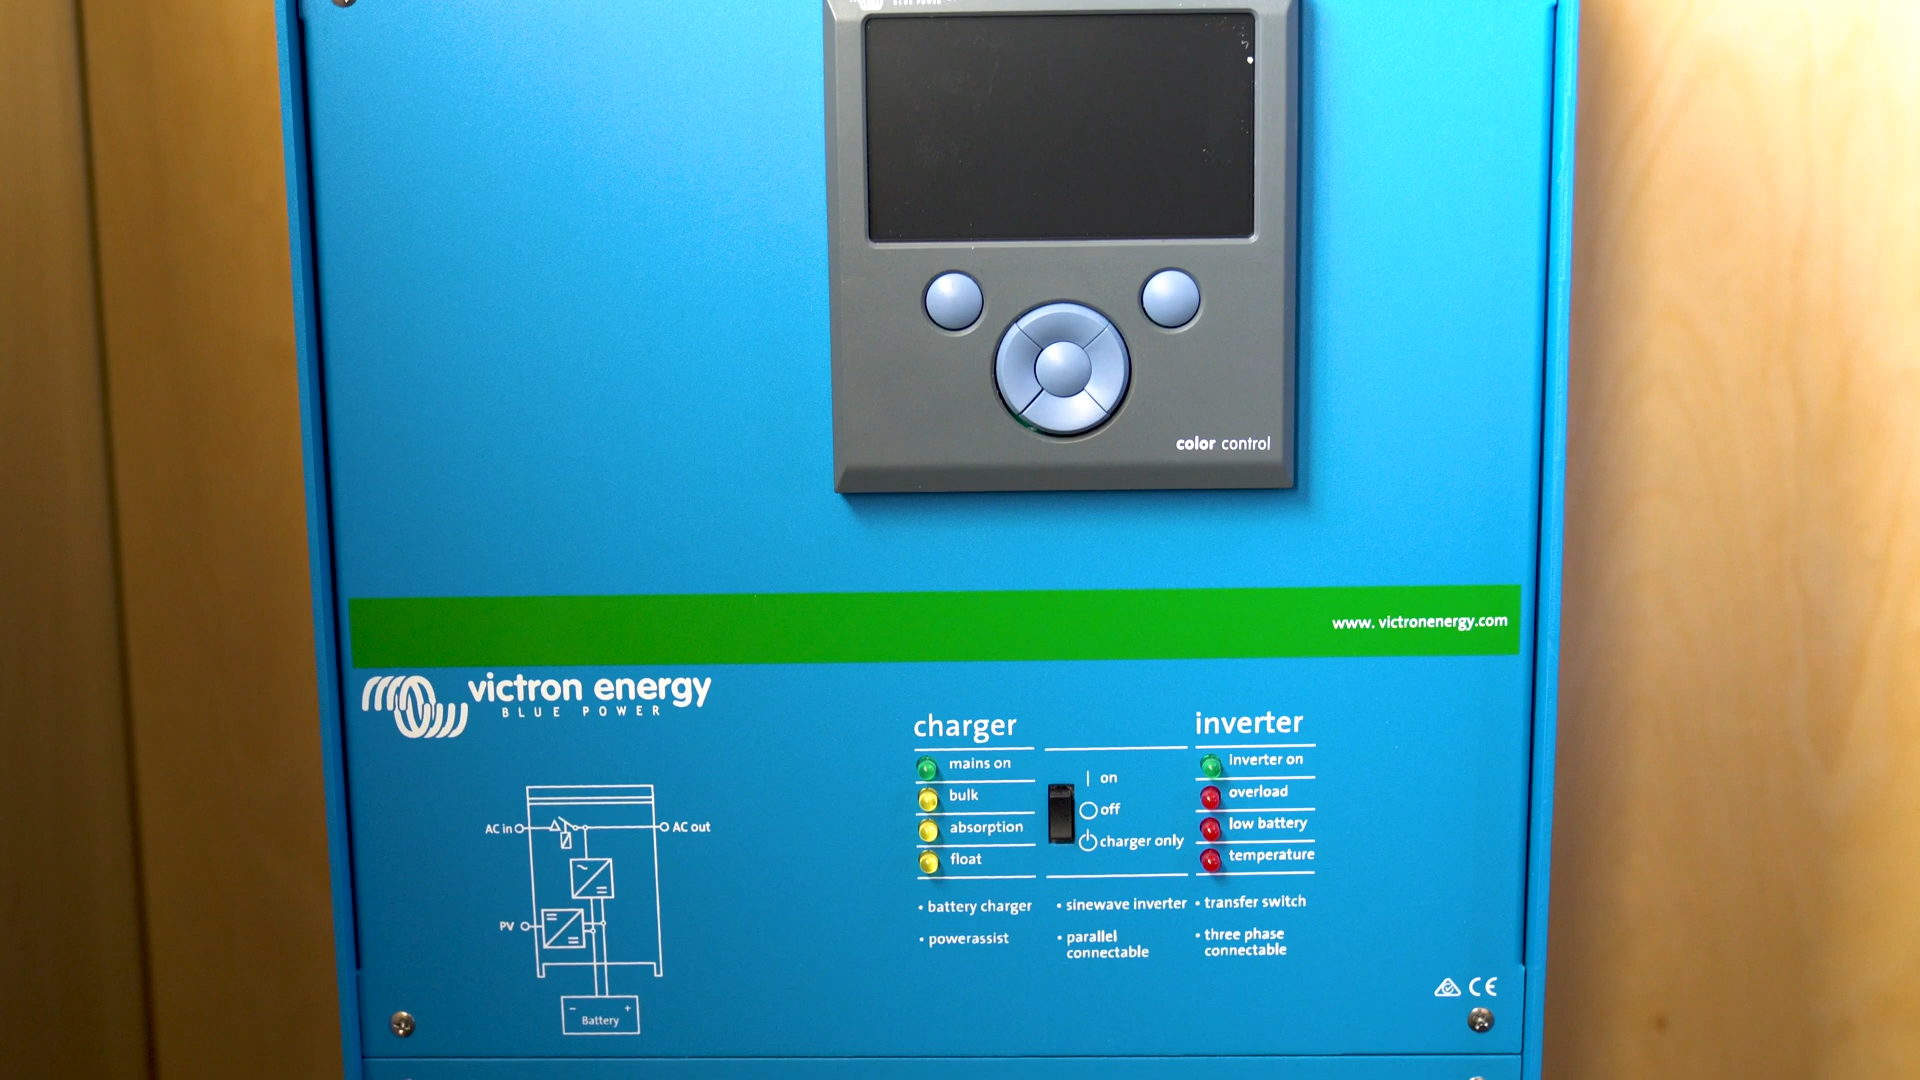 BLUE POWER
color control
www.victronenergy.com
victron energy
BLUE POWER
charger
mains on
bulk
absorption
float
on
off
charger only
inverter
inverter on
overload
low battery
temperature
• battery charger
• powerassist
• sinewave inverter
• parallel
connectable
• transfer switch
• three phase
connectable
AC in
AC out
PV
- +
Battery
CE